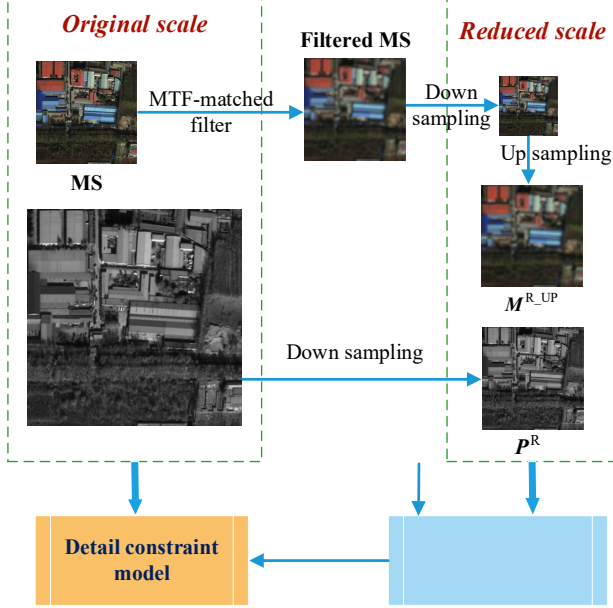 Original scale
Filtered MS
Reduced scale
MTF-matched
filter
Down
sampling
Up sampling
MS
M^R_UP
Down sampling
P^R
Detail constraint
model